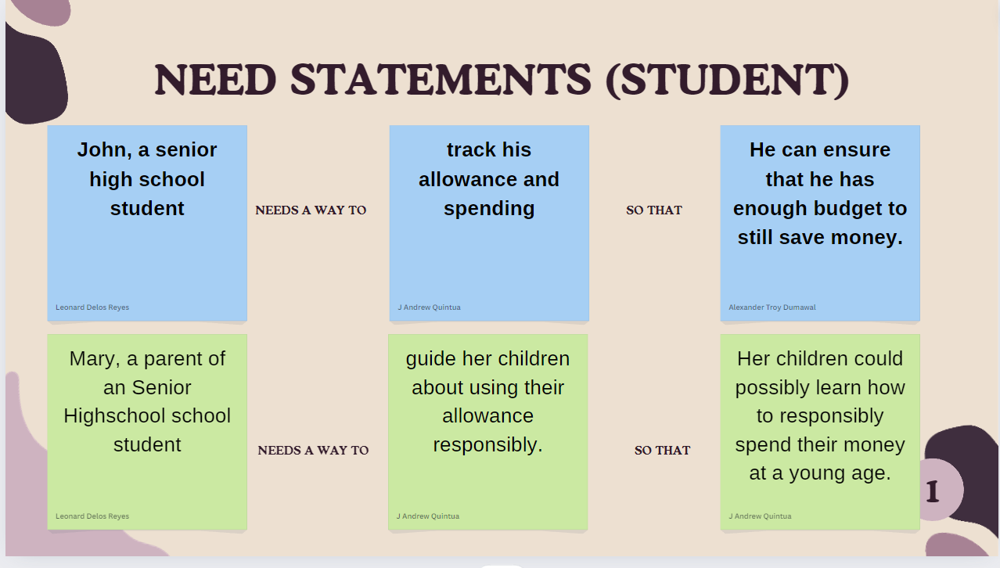 NEED STATEMENTS (STUDENT)
John, a senior
high school
student
Leonard Delos Reyes
NEEDS A WAY TO
track his
allowance and
spending
J Andrew Quintua
SO THAT
He can ensure
that he has
enough budget to
still save money.
Alexander Troy Dumawal
Mary, a parent of
an Senior
Highschool school
student
Leonard Delos Reyes
NEEDS A WAY TO
guide her children
about using their
allowance
responsibly.
J Andrew Quintua
SO THAT
Her children could
possibly learn how
to responsibly
spend their money
at a young age.
J Andrew Quintua
1